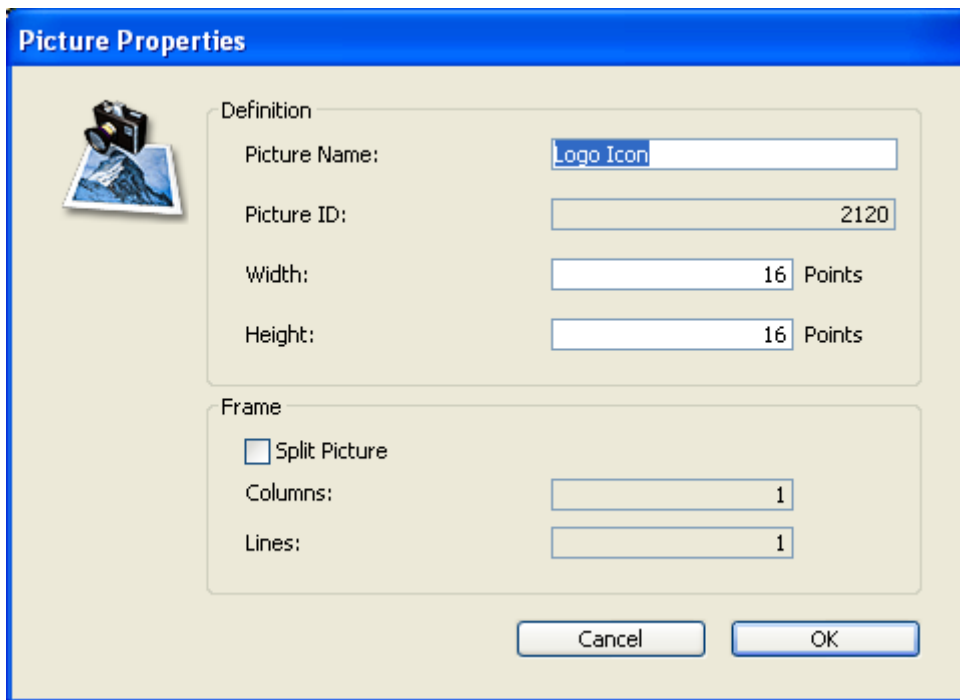 Picture Properties
Definition
Picture Name: Logo Icon
Picture ID: 2120
Width: 16 Points
Height: 16 Points
Frame
Split Picture
Columns: 1
Lines: 1
Cancel OK